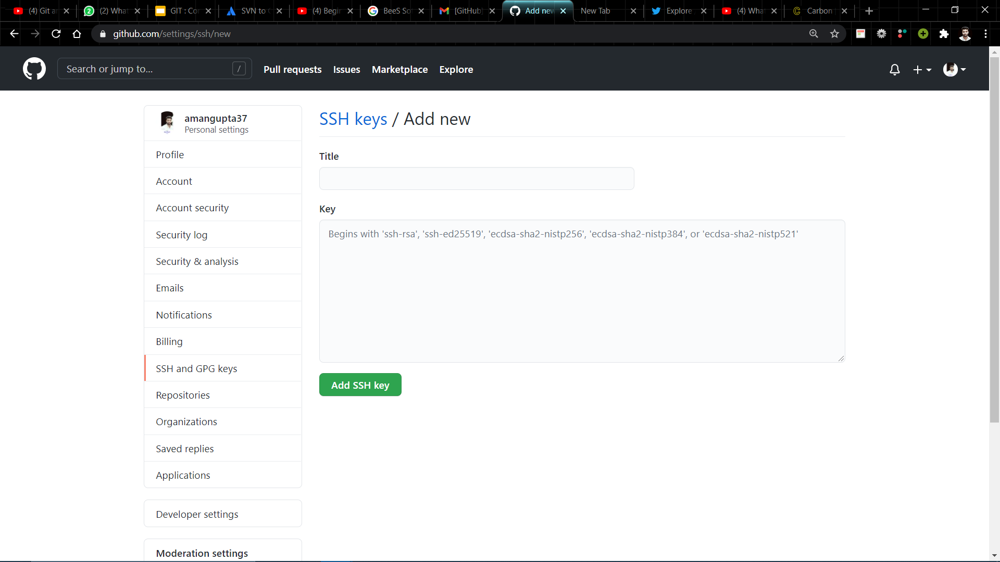 (4) Git ar
2
(2) What
GIT : Co
SVN to
(4) Begir
BeeS So
[GitHub]
Add new
New Tab
Explore
(4) What
Carbon
github.com/settings/ssh/new
Search or jump to...
/
Pull requests
Issues
Marketplace
Explore
amangupta37
Personal settings
Profile
Account
Account security
Security log
Security & analysis
Emails
Notifications
Billing
SSH and GPG keys
Repositories
Organizations
Saved replies
Applications
Developer settings
Moderation settings
SSH keys / Add new
Title
Key
Begins with 'ssh-rsa', 'ssh-ed25519', 'ecdsa-sha2-nistp256', 'ecdsa-sha2-nistp384', or 'ecdsa-sha2-nistp521'
Add SSH key